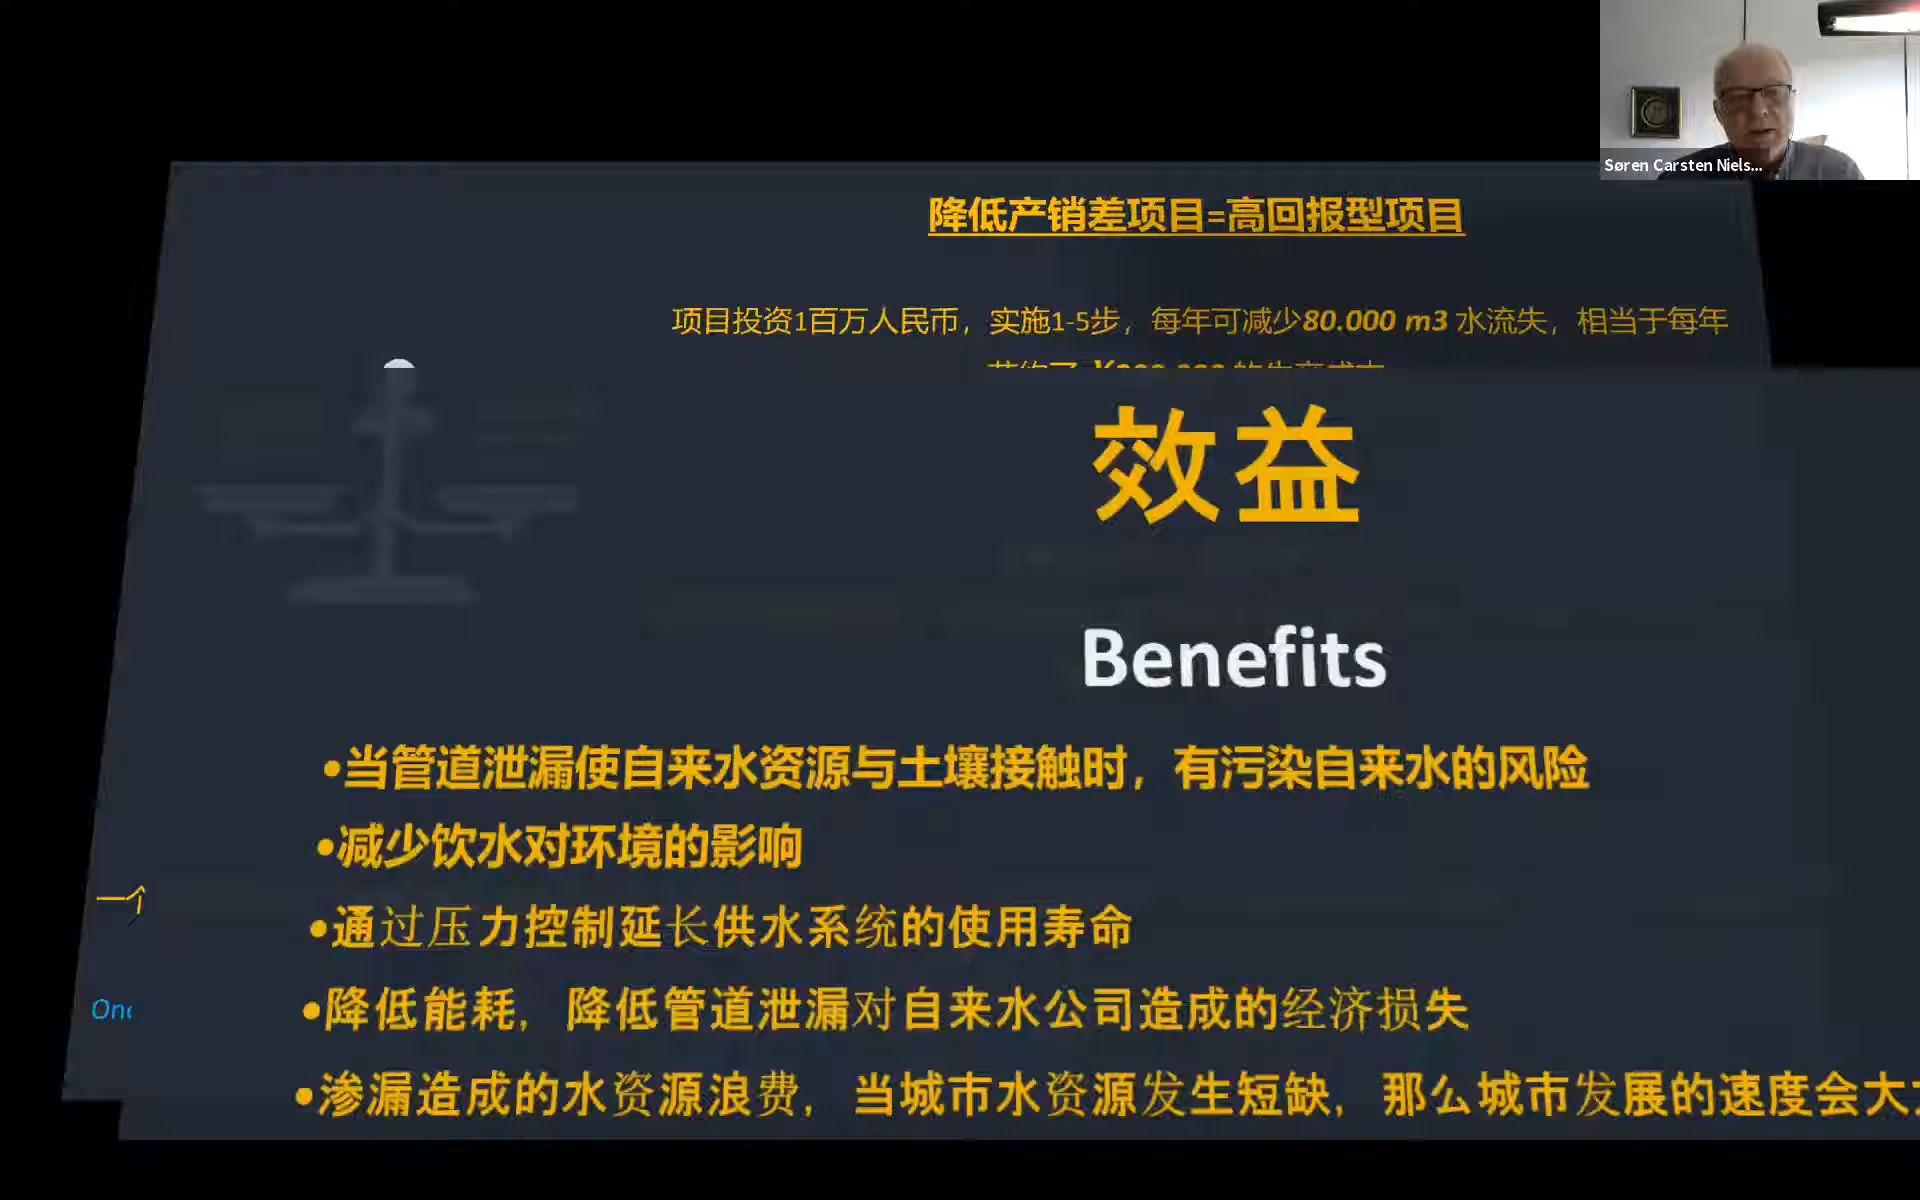 Søren Carsten Niels...
降低产销差项目=高回报型项目
项目投资1百万人民币，实施1-5步，每年可减少80.000 m3 水流失，相当于每年
效益
Benefits
•当管道泄漏使自来水资源与土壤接触时，有污染自来水的风险
•减少饮水对环境的影响
一个
•通过压力控制延长供水系统的使用寿命
•降低能耗，降低管道泄漏对自来水公司造成的经济损失
•渗漏造成的水资源浪费，当城市水资源发生短缺，那么城市发展的速度会大